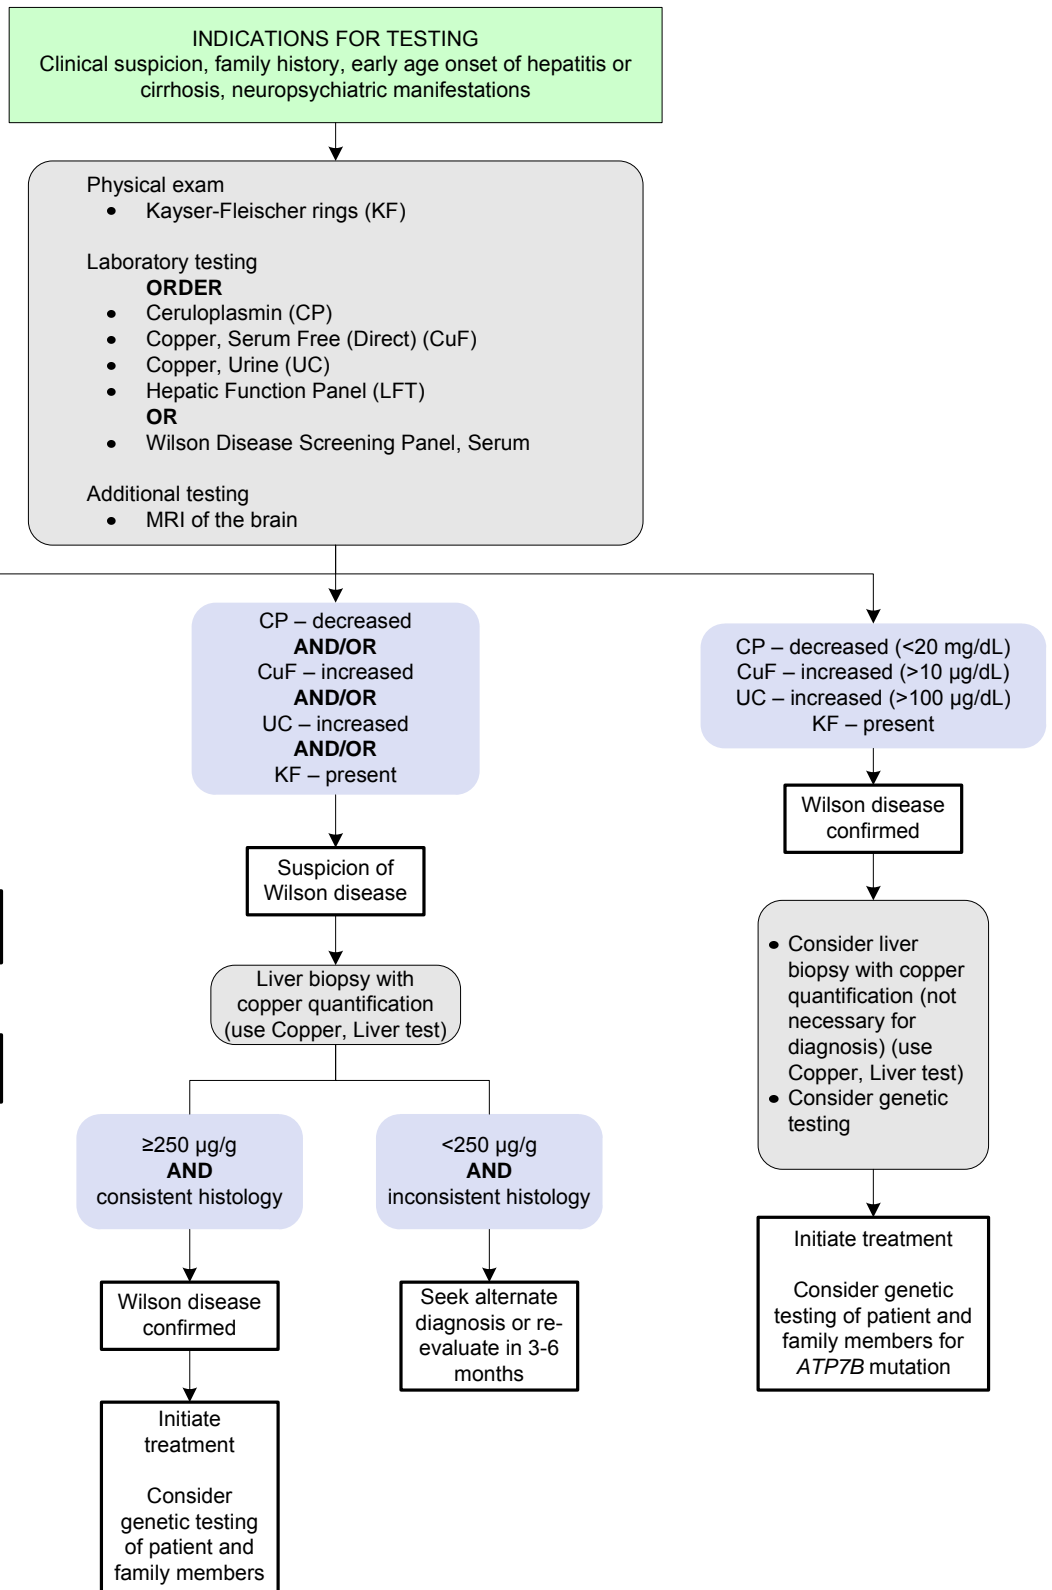 INDICATIONS FOR TESTING
Clinical suspicion, family history, early age onset of hepatitis or
cirrhosis, neuropsychiatric manifestations
Physical exam
• Kayser-Fleischer rings (KF)
Laboratory testing
ORDER
• Ceruloplasmin (CP)
• Copper, Serum Free (Direct) (CuF)
• Copper, Urine (UC)
• Hepatic Function Panel (LFT)
OR
• Wilson Disease Screening Panel, Serum
Additional testing
• MRI of the brain
CP – decreased
AND/OR
CuF – increased
AND/OR
UC – increased
AND/OR
KF – present
Suspicion of
Wilson disease
Liver biopsy with
copper quantification
(use Copper, Liver test)
≥250 µg/g
AND
consistent histology
Wilson disease
confirmed
Initiate
treatment
Consider
genetic testing
of patient and
family members
<250 µg/g
AND
inconsistent histology
Seek alternate
diagnosis or re-
evaluate in 3-6
months
CP – decreased (<20 mg/dL)
CuF – increased (>10 µg/dL)
UC – increased (>100 µg/dL)
KF – present
Wilson disease
confirmed
• Consider liver
biopsy with copper
quantification (not
necessary for
diagnosis) (use
Copper, Liver test)
• Consider genetic
testing
Initiate treatment
Consider genetic
testing of patient and
family members for
ATP7B mutation